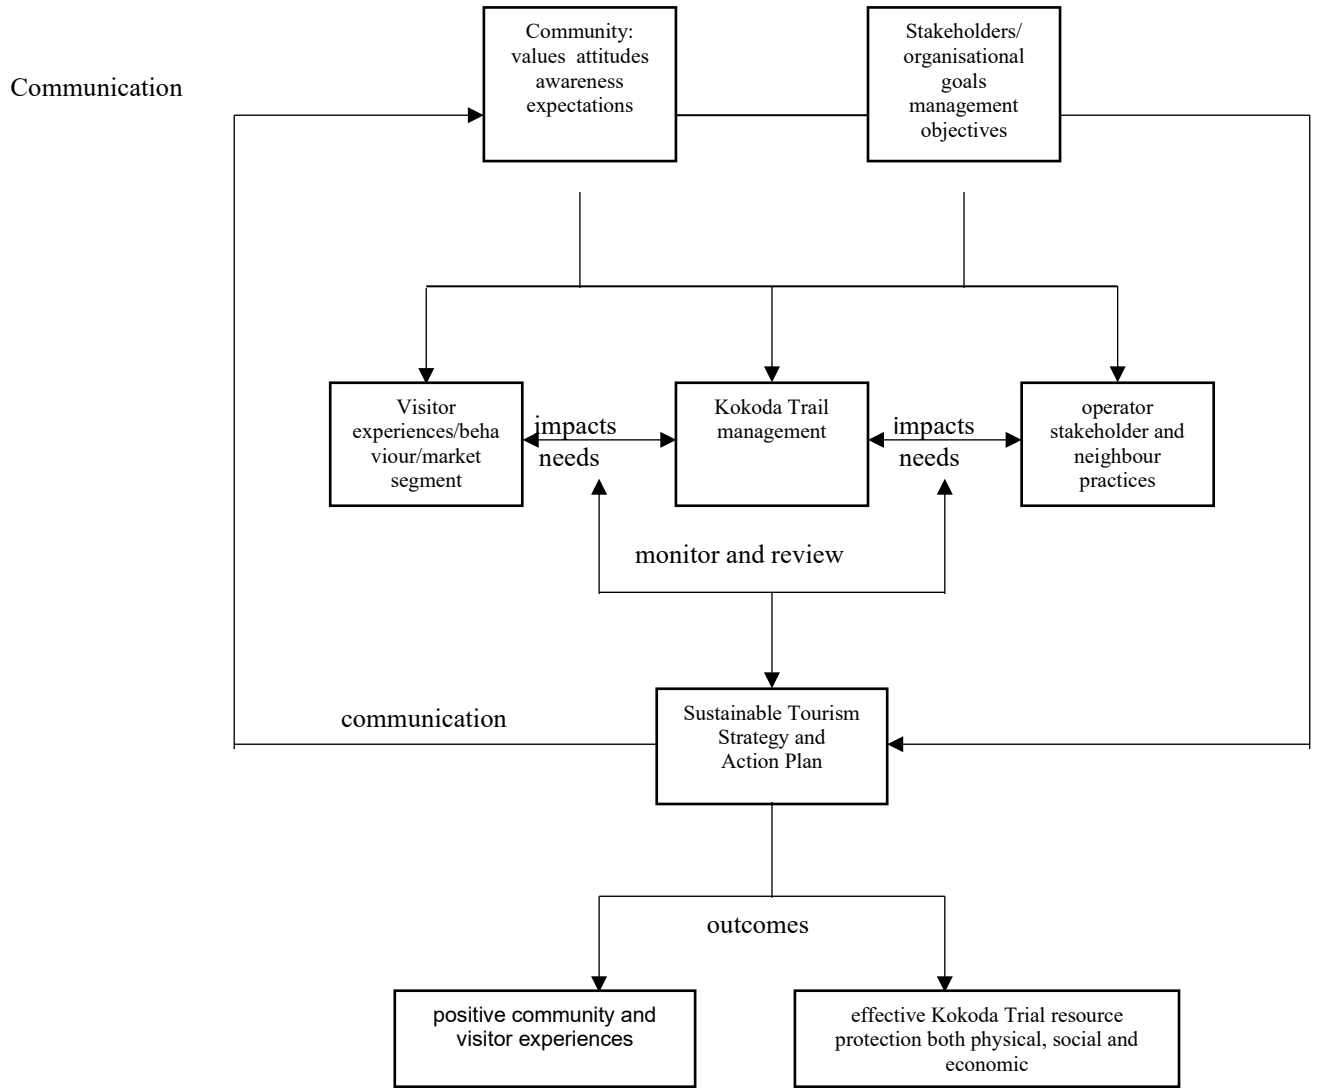 Community:
values attitudes
awareness
expectations
Stakeholders/
organisational
goals
management
objectives
Communication
Visitor
experiences/beha
viour/market
segment
impacts
needs
Kokoda Trail
management
impacts
needs
operator
stakeholder and
neighbour
practices
monitor and review
communication
Sustainable Tourism
Strategy and
Action Plan
outcomes
positive community and
visitor experiences
effective Kokoda Trial resource
protection both physical, social and
economic